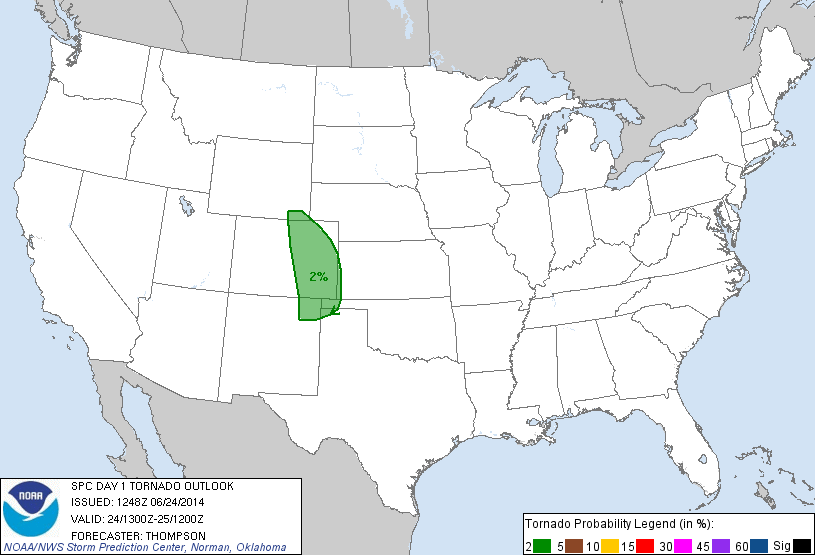 2%
NOAA
SPC DAY 1 TORNADO OUTLOOK
ISSUED: 1248Z 06/24/2014
VALID: 24/1300Z-25/1200Z
FORECASTER: THOMPSON
NOAA/NWS Storm Prediction Center, Norman, Oklahoma
Tornado Probability Legend (in %):
2 5 10 15 30 45 60 Sig